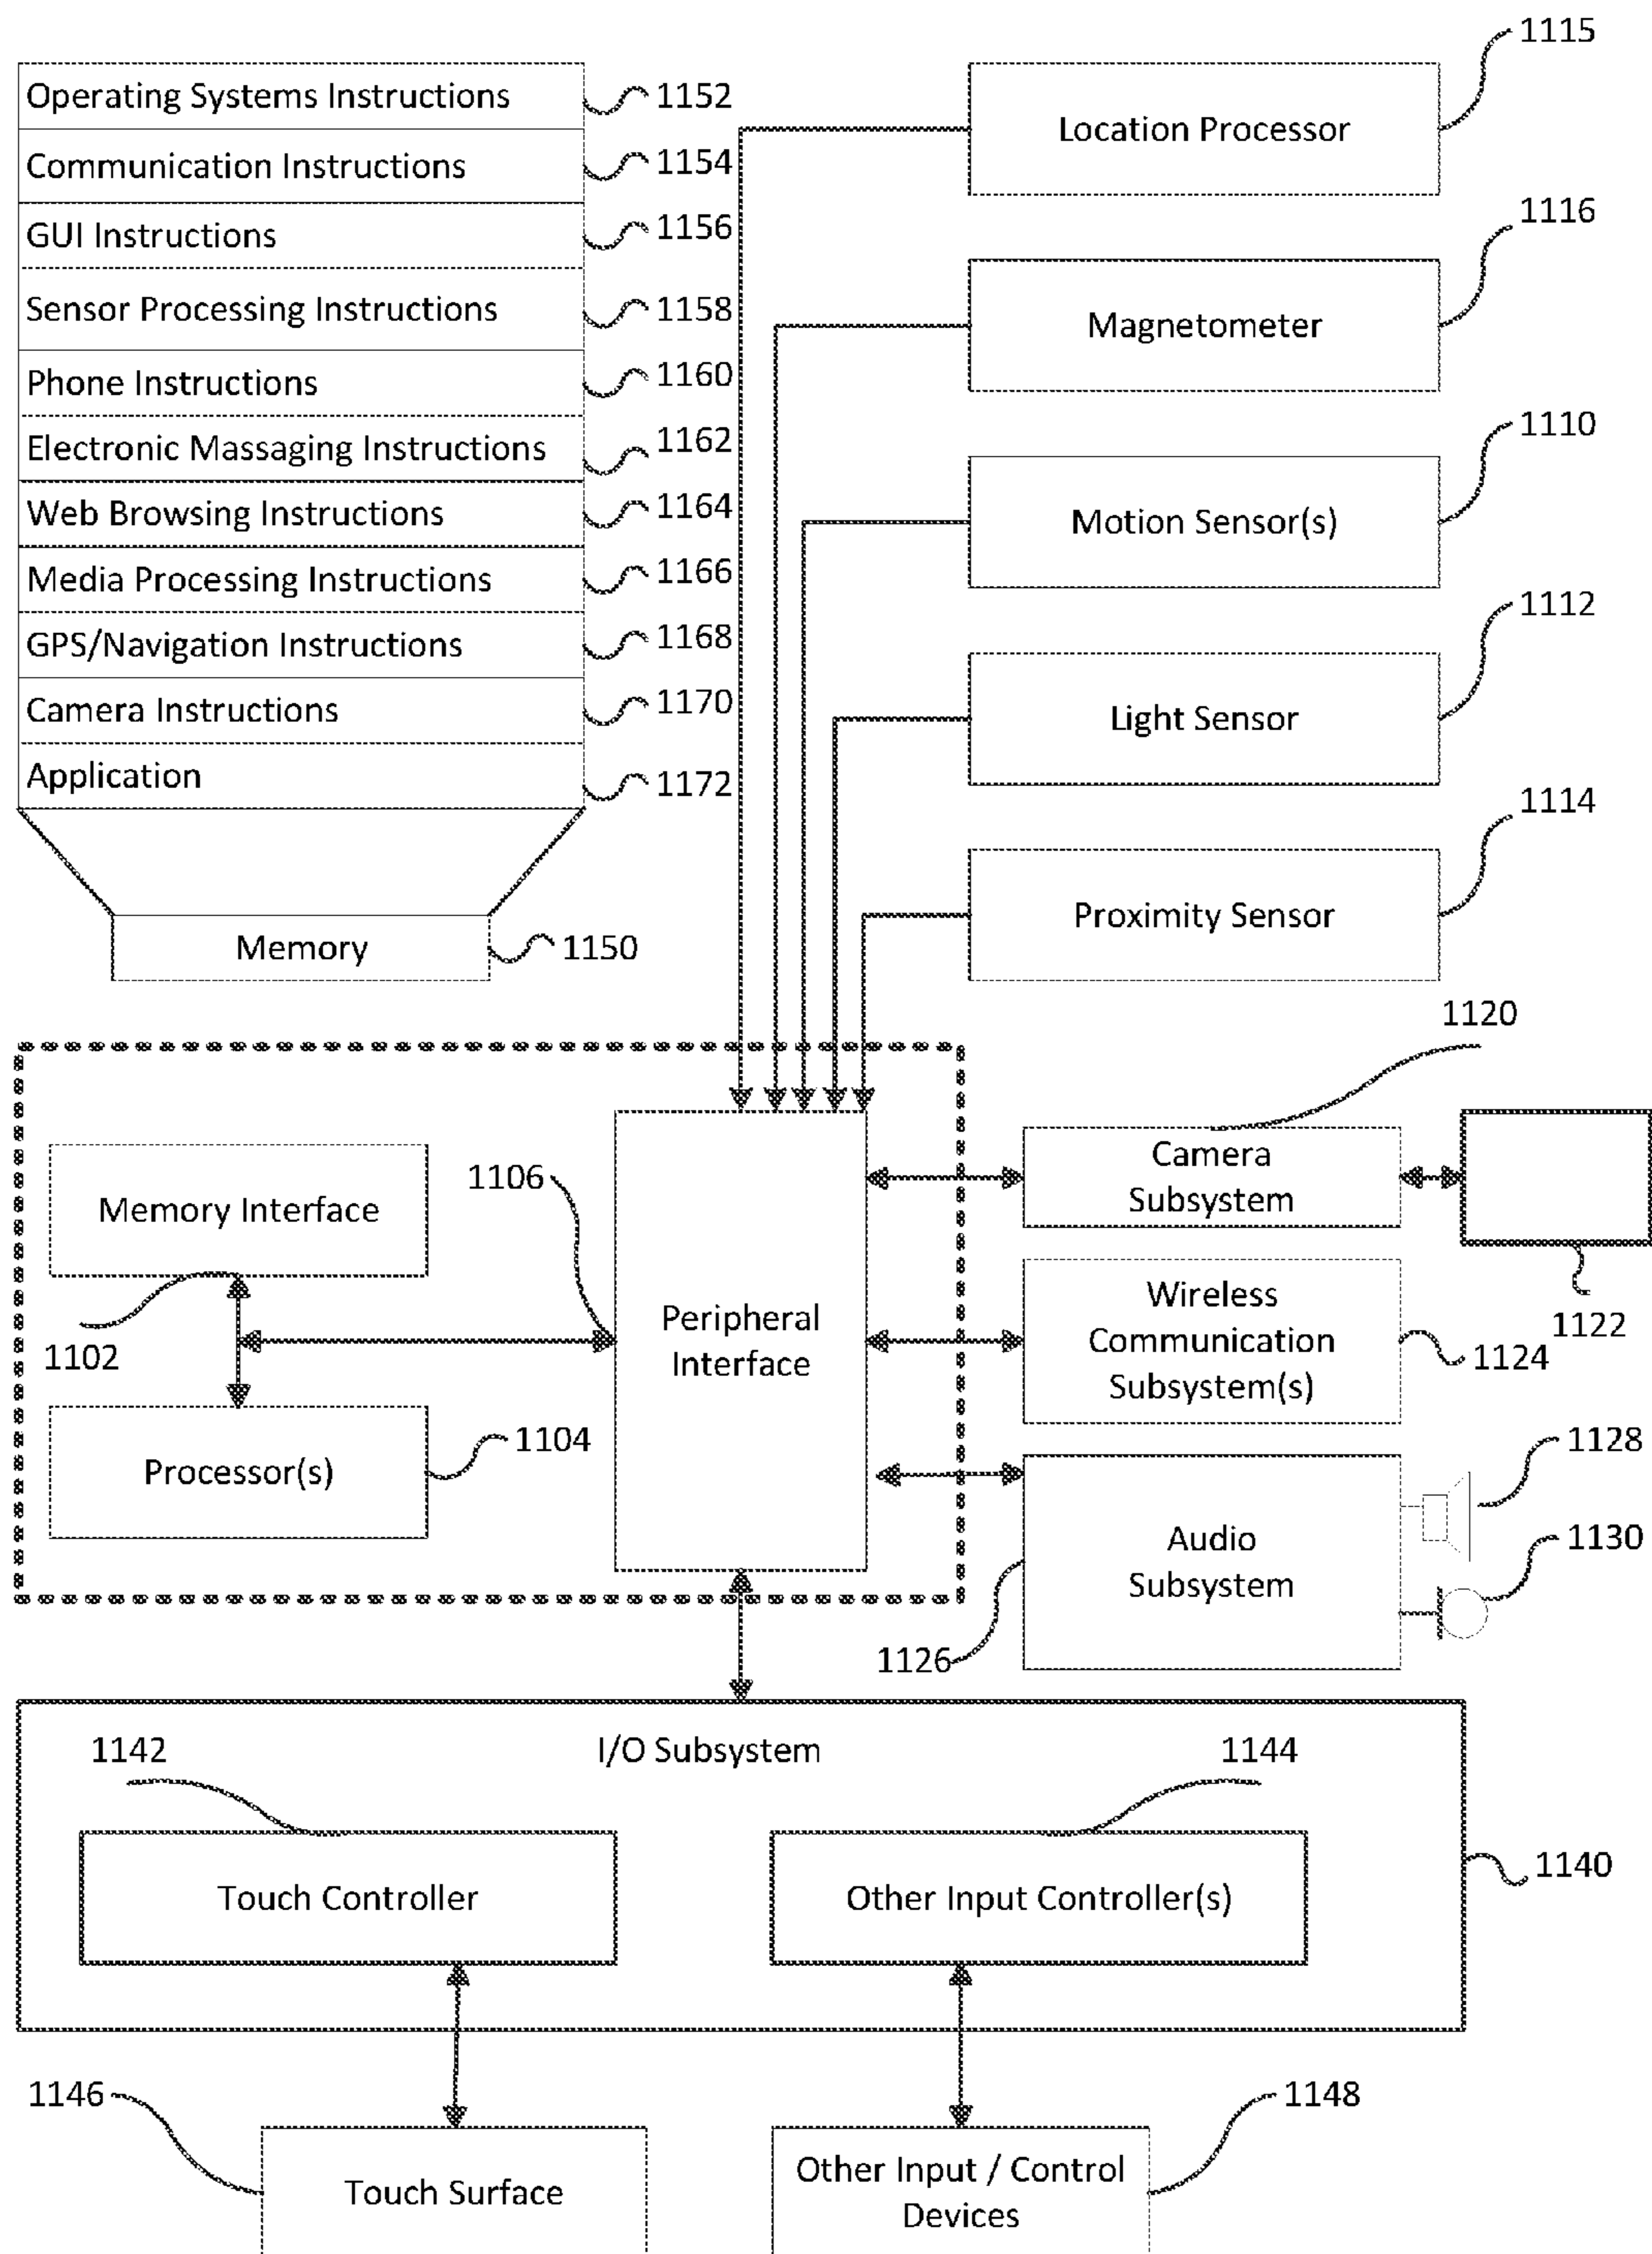 Operating Systems Instructions
1152
Communication Instructions
1154
GUI Instructions
1156
Sensor Processing Instructions
1158
Phone Instructions
1160
Electronic Massaging Instructions
1162
Web Browsing Instructions
1164
Media Processing Instructions
1166
GPS/Navigation Instructions
1168
Camera Instructions
1170
Application
1172
Memory
1150
1115
Location Processor
1116
Magnetometer
1110
Motion Sensor(s)
1112
Light Sensor
1114
Proximity Sensor
1120
Memory Interface
1102
1106
Processor(s)
1104
Peripheral
Interface
Camera
Subsystem
1122
Wireless
Communication
Subsystem(s)
1124
Audio
Subsystem
1126
1128
1130
I/O Subsystem
1142
1144
Touch Controller
Other Input Controller(s)
1140
1146
Touch Surface
1148
Other Input / Control
Devices